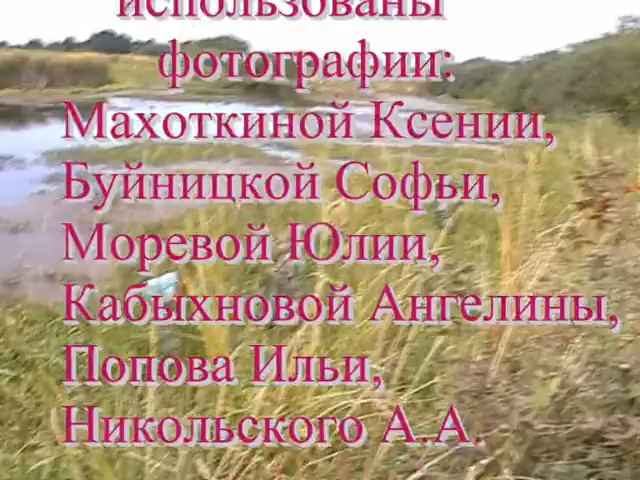 использованы
фотографии:
Махоткиной Ксении,
Буйницкой Софьи,
Моревой Юлии,
Кабыхновой Ангелины,
Попова Ильи,
Никольского А.А.